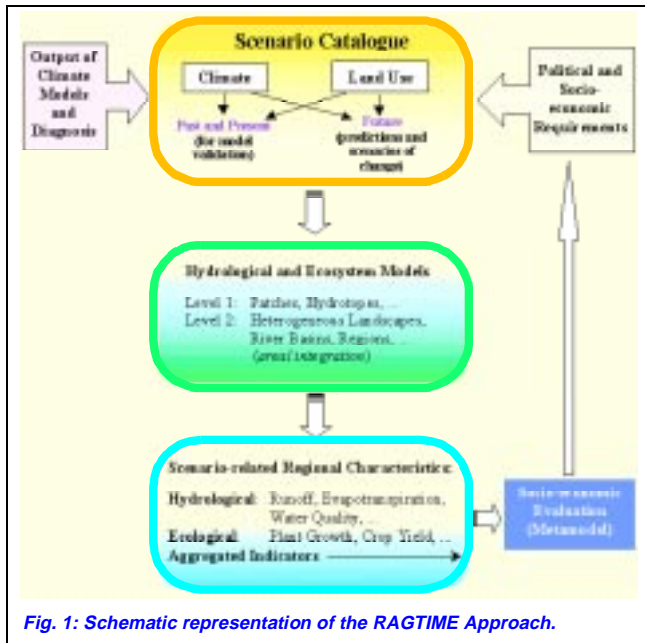 Scenario Catalogue
Output of
Climate
Models
and
Diagnosis
Climate
Land Use
Past and Present
(for model
validation)
Future
(predictions and
scenarios of
change)
Political and
Socio-
economic
Requirements
Hydrological and Ecosystem Models
Level 1: Patches, Hydrotopes, ...
Level 2: Heterogeneous Landscapes,
River Basins, Regions, ...
(areal integration)
Scenario-related Regional Characteristics:
Hydrological: Runoff, Evapotranspiration,
Water Quality, ...
Ecological: Plant Growth, Crop Yield, ...
Aggregated Indicators
Socio-economic
Evaluation
(Metamodel)
Fig. 1: Schematic representation of the RAGTIME Approach.